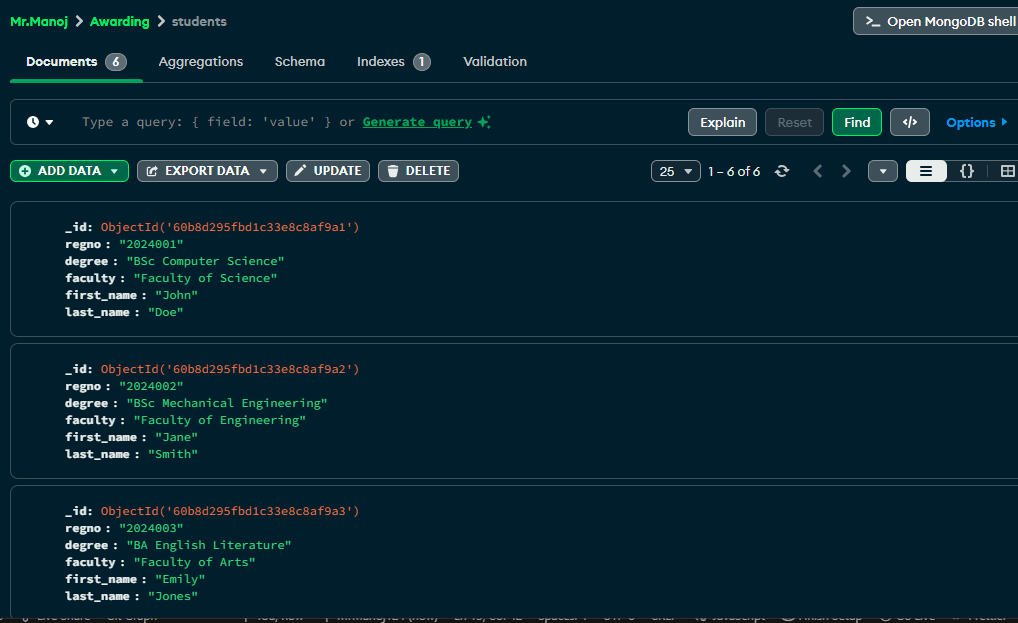 Mr.Manoj > Awarding > students
>_ Open MongoDB shell
Documents 6 Aggregations Schema Indexes 1 Validation
Type a query: { field: 'value' } or Generate query
Explain Reset Find </> Options
ADD DATA EXPORT DATA UPDATE DELETE
25 1 – 6 of 6 {}
_id: ObjectId('60b8d295fbd1c33e8c8af9a1')
regno : "2024001"
degree : "BSc Computer Science"
faculty : "Faculty of Science"
first_name : "John"
last_name : "Doe"
_id: ObjectId('60b8d295fbd1c33e8c8af9a2')
regno : "2024002"
degree : "BSc Mechanical Engineering"
faculty : "Faculty of Engineering"
first_name : "Jane"
last_name : "Smith"
_id: ObjectId('60b8d295fbd1c33e8c8af9a3')
regno : "2024003"
degree : "BA English Literature"
faculty : "Faculty of Arts"
first_name : "Emily"
last_name : "Jones"